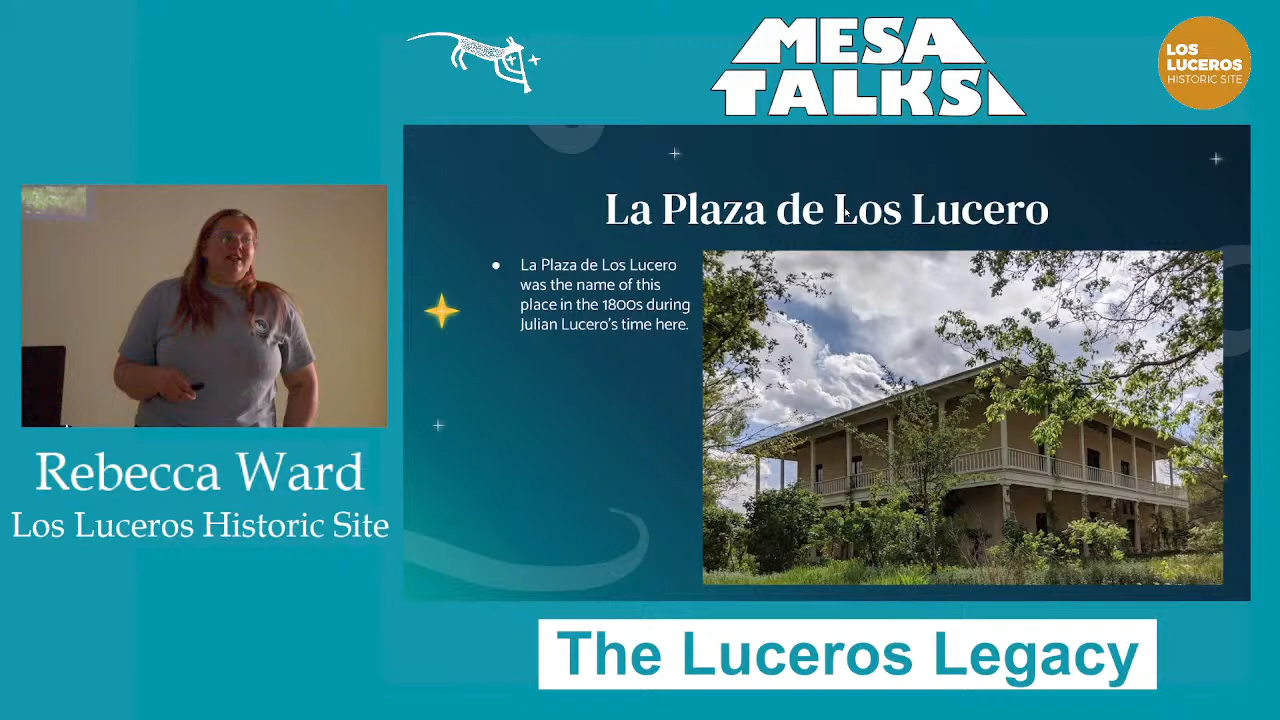 MESA
TALKS
LOS
LUCEROS
HISTORIC SITE
La Plaza de Los Lucero
● La Plaza de Los Lucero
was the name of this
place in the 1800s during
Julian Lucero's time here.
Rebecca Ward
Los Luceros Historic Site
The Luceros Legacy